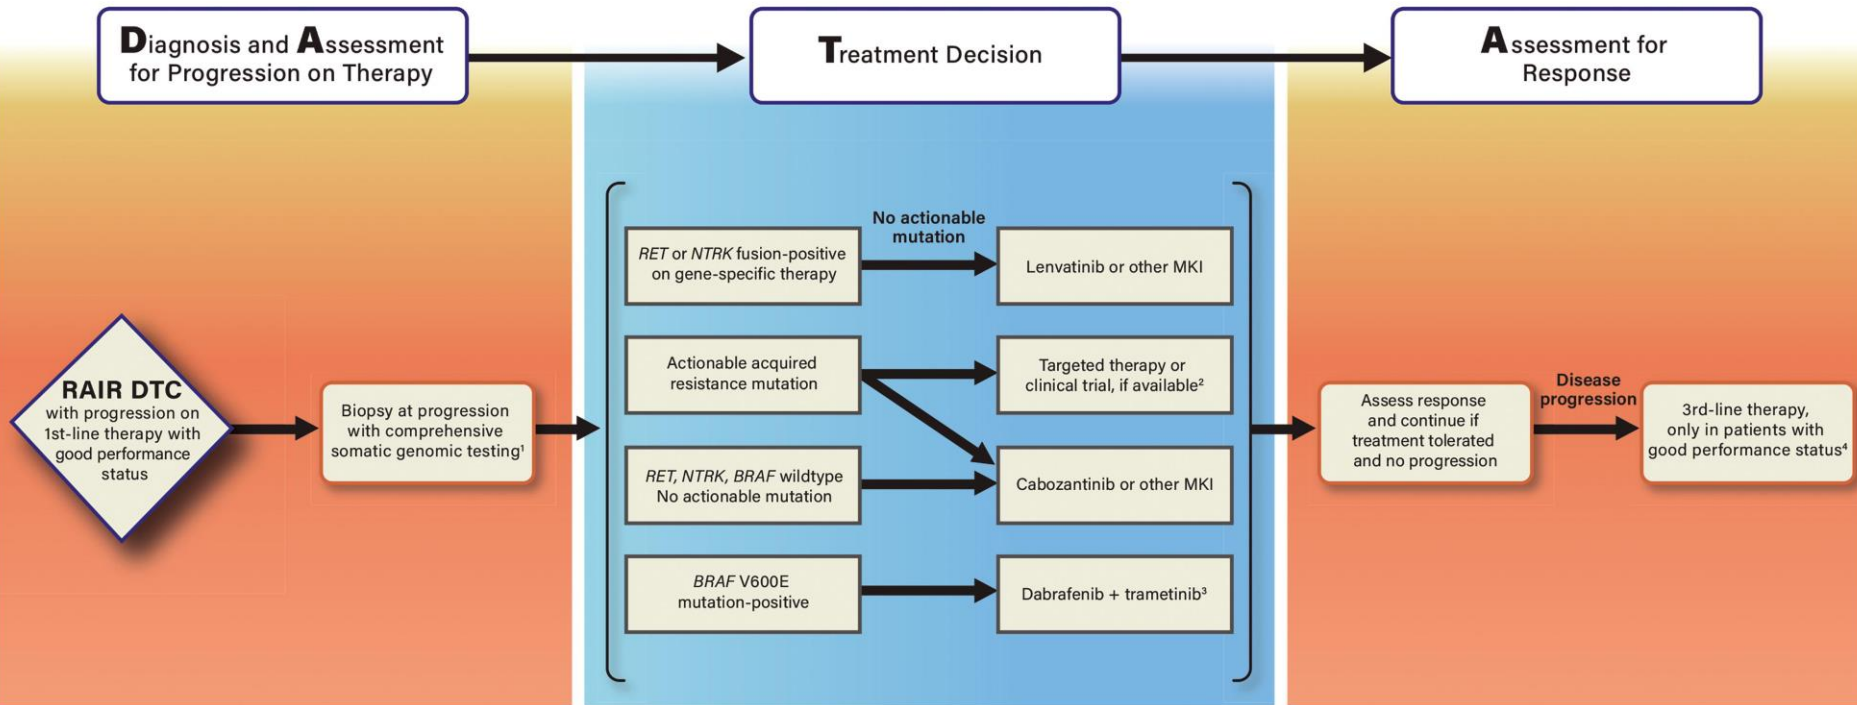 Diagnosis and Assessment
for Progression on Therapy
Treatment Decision
Assessment for
Response
RAIR DTC
with progression on
1st-line therapy with
good performance
status
Biopsy at progression
with comprehensive
somatic genomic testing¹
RET or NTRK fusion-positive
on gene-specific therapy
No actionable
mutation
Lenvatinib or other MKI
Actionable acquired
resistance mutation
Targeted therapy or
clinical trial, if available²
RET, NTRK, BRAF wildtype
No actionable mutation
Cabozantinib or other MKI
BRAF V600E
mutation-positive
Dabrafenib + trametinib³
Assess response
and continue if
treatment tolerated
and no progression
Disease
progression
3rd-line therapy,
only in patients with
good performance status⁴